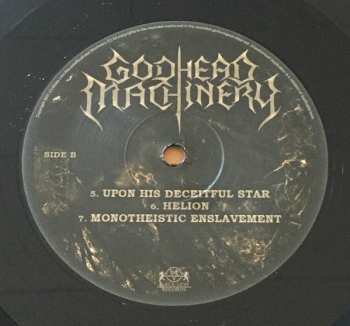 GODHEAD
MACHINERY
SIDE B
5. UPON HIS DECEITFUL STAR
6. HELION
7. MONOTHEISTIC ENSLAVEMENT